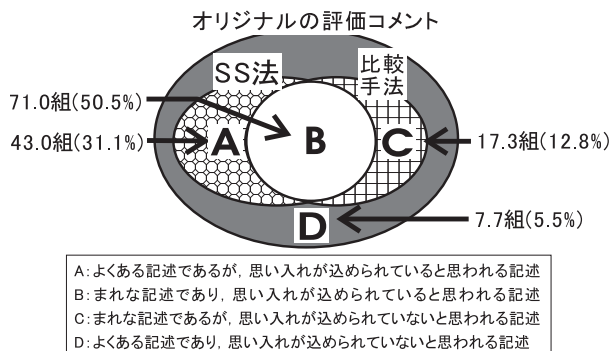 オリジナルの評価コメント
SS法
比較
手法
71.0組(50.5%)
43.0組(31.1%)
A
B
C
17.3組(12.8%)
D
7.7組(5.5%)
A:よくある記述であるが，思い入れが込められていると思われる記述
B:まれな記述であり，思い入れが込められていると思われる記述
C:まれな記述であるが，思い入れが込められていないと思われる記述
D:よくある記述であり，思い入れが込められていないと思われる記述